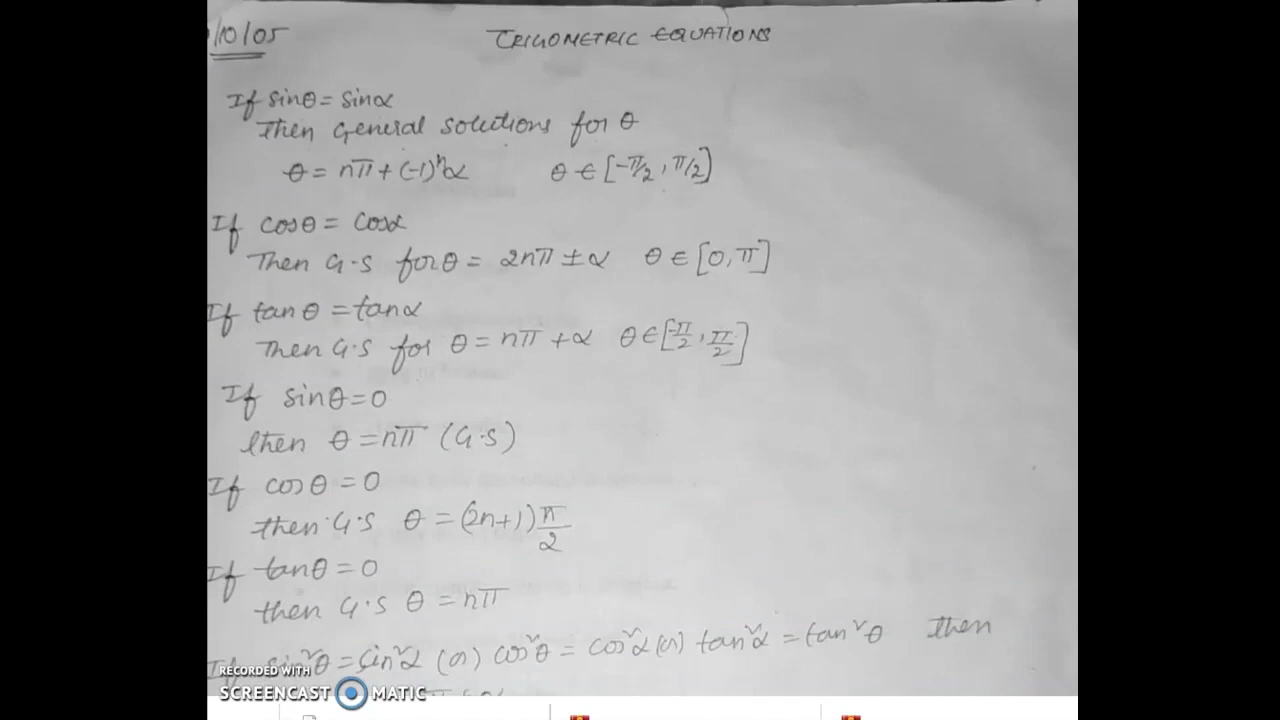 /10/05
TRIGOMETRIC EQUATIONS
If sinθ = sinα
Then General solutions for θ
θ = nπ + (-1)ⁿα θ ∈ [-π/2, π/2]
If cosθ = cosα
Then G.S for θ = 2nπ ± α θ ∈ [0, π]
If tanθ = tanα
Then G.S for θ = nπ + α θ ∈ [-π/2, π/2]
If sinθ = 0
then θ = nπ (G.S)
If cosθ = 0
then G.S θ = (2n+1)π/2
If tanθ = 0
then G.S θ = nπ
If sin²θ = sin²α (or) cos²θ = cos²α (or) tan²α = tan²θ then
RECORDED WITH
SCREENCAST MATIC